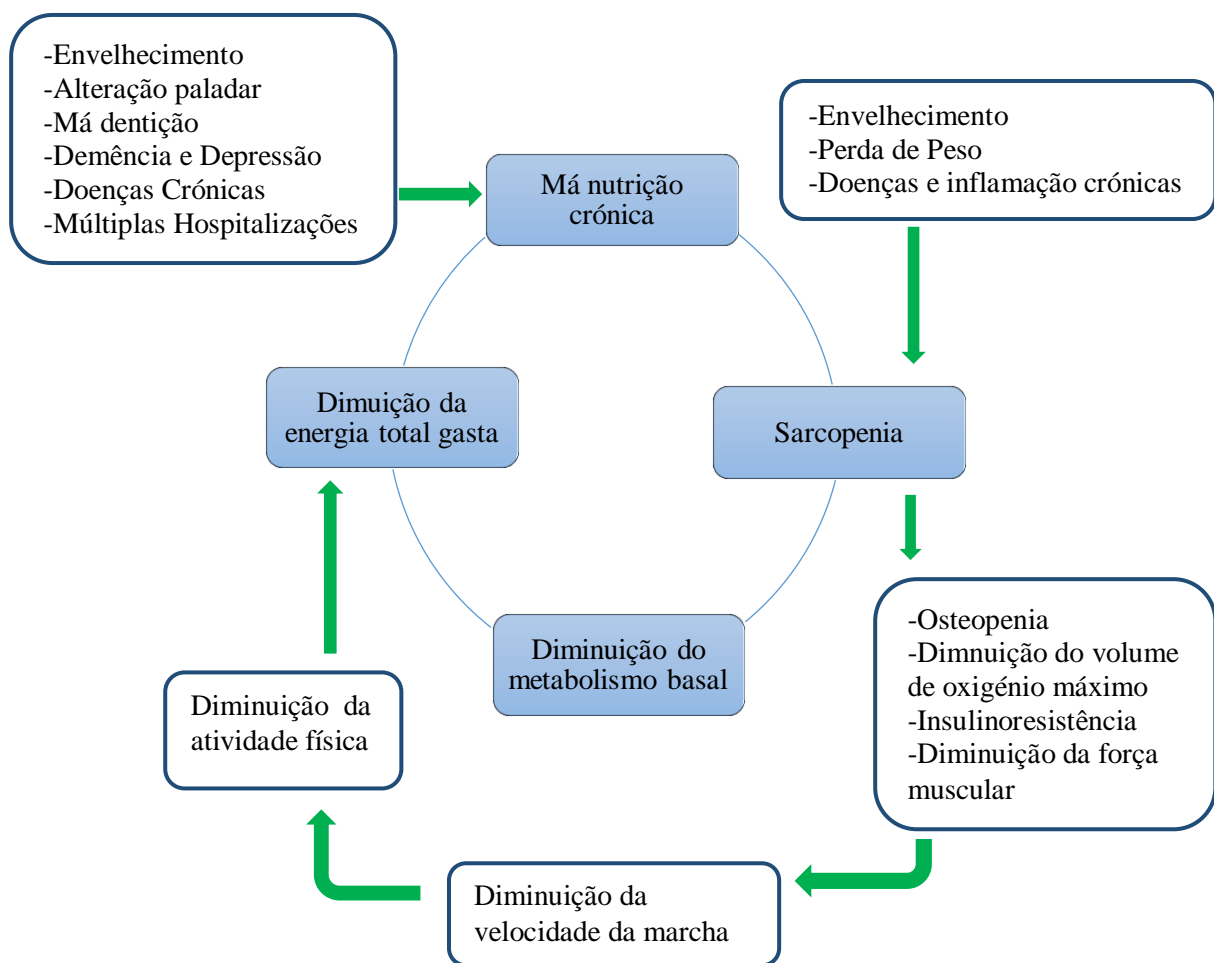 -Envelhecimento
-Alteração paladar
-Má dentição
-Demência e Depressão
-Doenças Crónicas
-Múltiplas Hospitalizações
-Envelhecimento
-Perda de Peso
-Doenças e inflamação crónicas
Má nutrição
crónica
Dimuição da
energia total gasta
Sarcopenia
Diminuição do
metabolismo basal
-Osteopenia
-Dimnuição do volume
de oxigénio máximo
-Insulinoresistência
-Diminuição da força
muscular
Diminuição da
atividade física
Diminuição da
velocidade da marcha